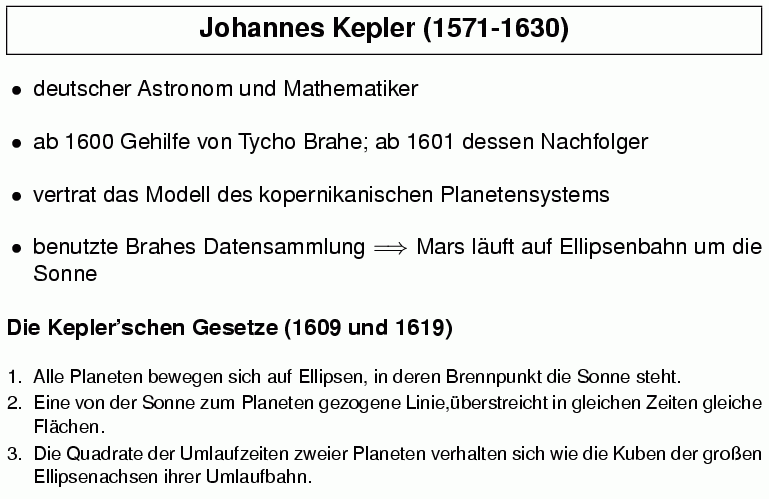 Johannes Kepler (1571-1630)
• deutscher Astronom und Mathematiker
• ab 1600 Gehilfe von Tycho Brahe; ab 1601 dessen Nachfolger
• vertrat das Modell des kopernikanischen Planetensystems
• benutzte Brahes Datensammlung ⟹ Mars läuft auf Ellipsenbahn um die
Sonne
Die Kepler'schen Gesetze (1609 und 1619)
1. Alle Planeten bewegen sich auf Ellipsen, in deren Brennpunkt die Sonne steht.
2. Eine von der Sonne zum Planeten gezogene Linie,überstreicht in gleichen Zeiten gleiche
Flächen.
3. Die Quadrate der Umlaufzeiten zweier Planeten verhalten sich wie die Kuben der großen
Ellipsenachsen ihrer Umlaufbahn.